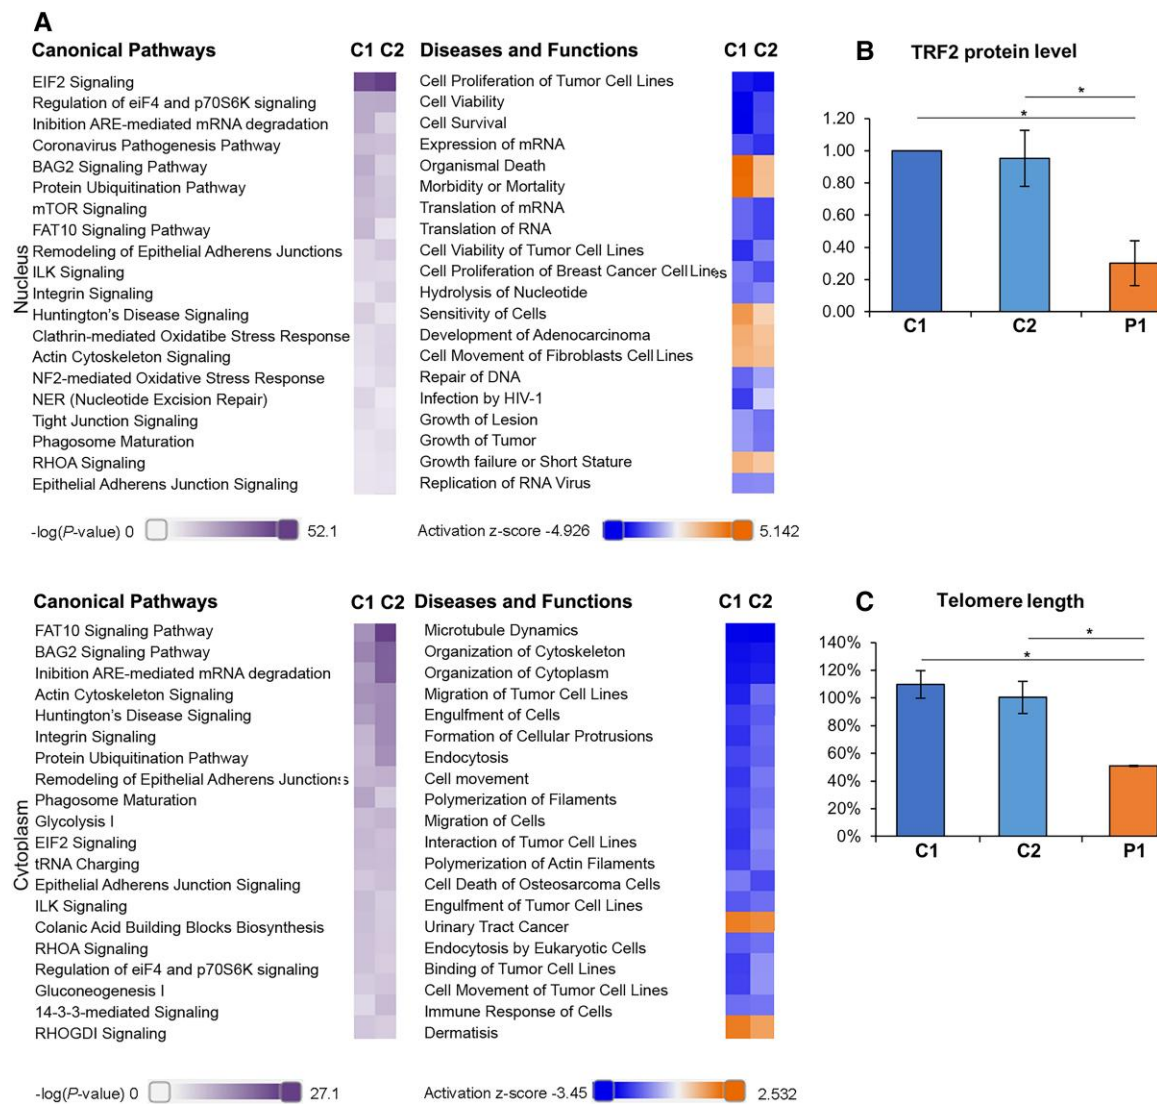 A
Canonical Pathways C1 C2 Diseases and Functions C1 C2
EIF2 Signaling Cell Proliferation of Tumor Cell Lines
Regulation of eiF4 and p70S6K signaling Cell Viability
Inbition ARE-mediated mRNA degradation Cell Survival
Coronavirus Pathogenesis Pathway Expression of mRNA
BAG2 Signaling Pathway Organismal Death
Protein Ubiquitination Pathway Morbidity or Mortality
mTOR Signaling Translation of mRNA
FAT10 Signaling Pathway Translation of RNA
Remodeling of Epithelial Adherens Junctions Cell Viability of Tumor Cell Lines
ILK Signaling Cell Proliferation of Breast Cancer Cell Lines
Integrin Signaling Hydrolysis of Nucleotide
Huntington's Disease Signaling Sensitivity of Cells
Clathrin-mediated Oxidatibe Stress Response Development of Adenocarcinoma
Actin Cytoskeleton Signaling Cell Movement of Fibroblasts Cell Lines
NF2-mediated Oxidative Stress Response Repair of DNA
NER (Nucleotide Excision Repair) Infection by HIV-1
Tight Junction Signaling Growth of Lesion
Phagosome Maturation Growth of Tumor
RHOA Signaling Growth failure or Short Stature
Epithelial Adherens Junction Signaling Replication of RNA Virus
Nucleus
-log(P-value) 0 52.1 Activation z-score -4.926 5.142
B
TRF2 protein level
*
*
1.20
1.00
0.80
0.60
0.40
0.20
0.00
C1 C2 P1
Canonical Pathways C1 C2 Diseases and Functions C1 C2
FAT10 Signaling Pathway Microtubule Dynamics
BAG2 Signaling Pathway Organization of Cytoskeleton
Inbition ARE-mediated mRNA degradation Organization of Cytoplasm
Actin Cytoskeleton Signaling Migration of Tumor Cell Lines
Huntington's Disease Signaling Engulfment of Cells
Integrin Signaling Formation of Cellular Protrusions
Protein Ubiquitination Pathway Endocytosis
Remodeling of Epithelial Adherens Junctions Cell movement
Phagosome Maturation Polymerization of Filaments
Glycolysis I Migration of Cells
EIF2 Signaling Interaction of Tumor Cell Lines
tRNA Charging Polymerization of Actin Filaments
Epithelial Adherens Junction Signaling Cell Death of Osteosarcoma Cells
ILK Signaling Engulfment of Tumor Cell Lines
Colanic Acid Building Blocks Biosynthesis Urinary Tract Cancer
RHOA Signaling Endocytosis by Eukaryotic Cells
Regulation of eiF4 and p70S6K signaling Binding of Tumor Cell Lines
Gluconeogenesis I Cell Movement of Tumor Cell Lines
14-3-3-mediated Signaling Immune Response of Cells
RHOGDI Signaling Dermatisis
Cytoplasm
-log(P-value) 0 27.1 Activation z-score -3.45 2.532
C
Telomere length
*
*
140%
120%
100%
80%
60%
40%
20%
0%
C1 C2 P1